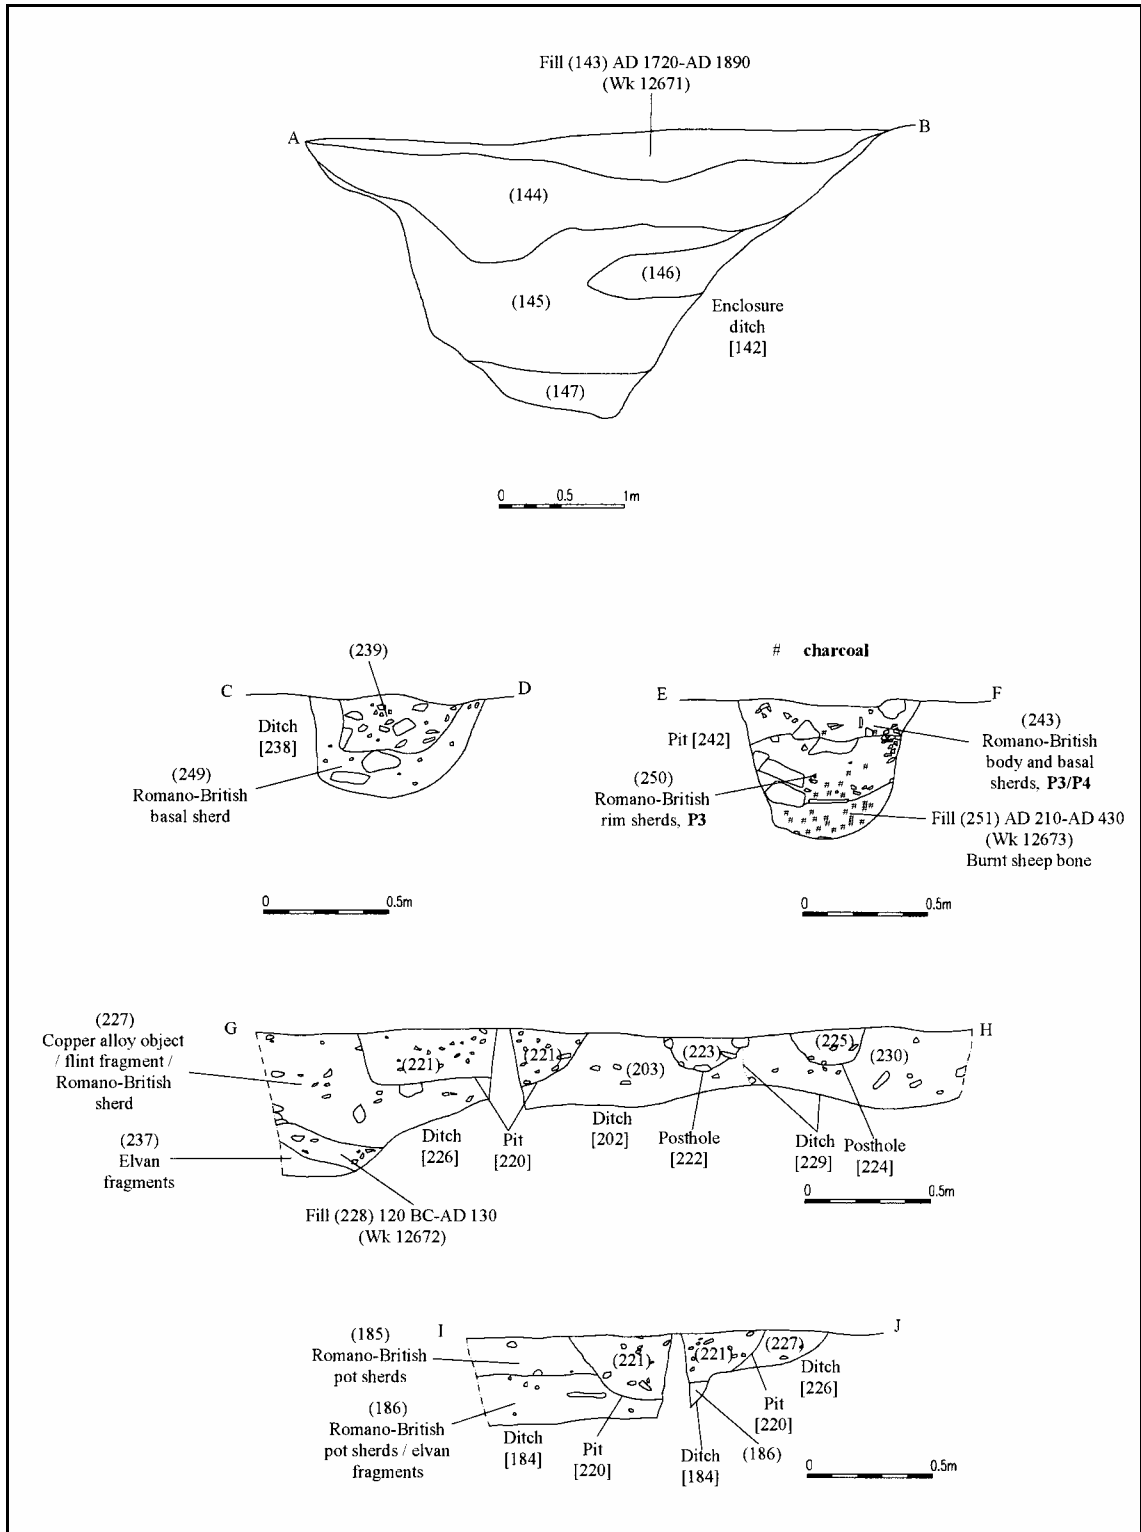 Fill (143) AD 1720-AD 1890
(Wk 12671)
A
B
(144)
(146)
(145)
Enclosure
ditch
[142]
(147)
0 0.5 1m
(239)
# charcoal
C
D
E
F
Ditch
[238]
(249)
Romano-British
basal sherd
Pit [242]
(243)
Romano-British
body and basal
sherds, P3/P4
(250)
Romano-British
rim sherds, P3
Fill (251) AD 210-AD 430
(Wk 12673)
Burnt sheep bone
0 0.5m
0 0.5m
(227)
Copper alloy object
/ flint fragment /
Romano-British
sherd
G
H
(221)
(221)
(203)
(223)
(225)
(230)
(237)
Elvan
fragments
Ditch
[226]
Pit
[220]
Ditch
[202]
Posthole
[222]
Ditch
[229]
Posthole
[224]
0 0.5m
Fill (228) 120 BC-AD 130
(Wk 12672)
I
J
(185)
Romano-British
pot sherds
(221)
(221)
(227)
Ditch
[226]
(186)
Romano-British
pot sherds / elvan
fragments
Ditch
[184]
Pit
[220]
Ditch
[184]
(186)
Pit
[220]
0 0.5m